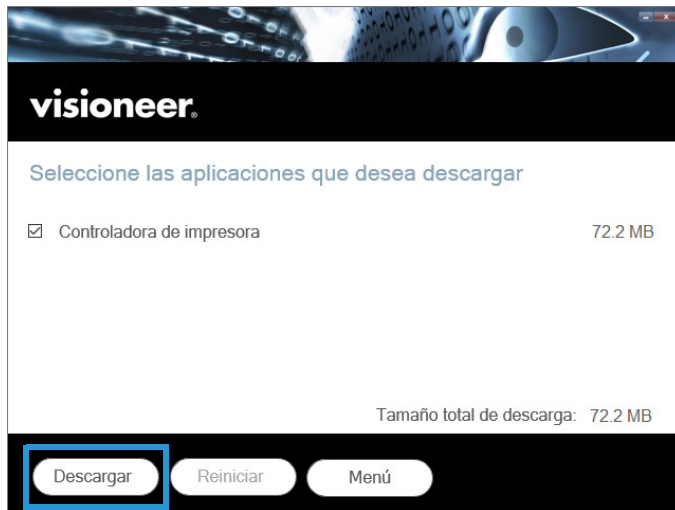 visioneer®
Seleccione las aplicaciones que desea descargar
Controladora de impresora 72.2 MB
Tamaño total de descarga: 72.2 MB
Descargar Reiniciar Menú